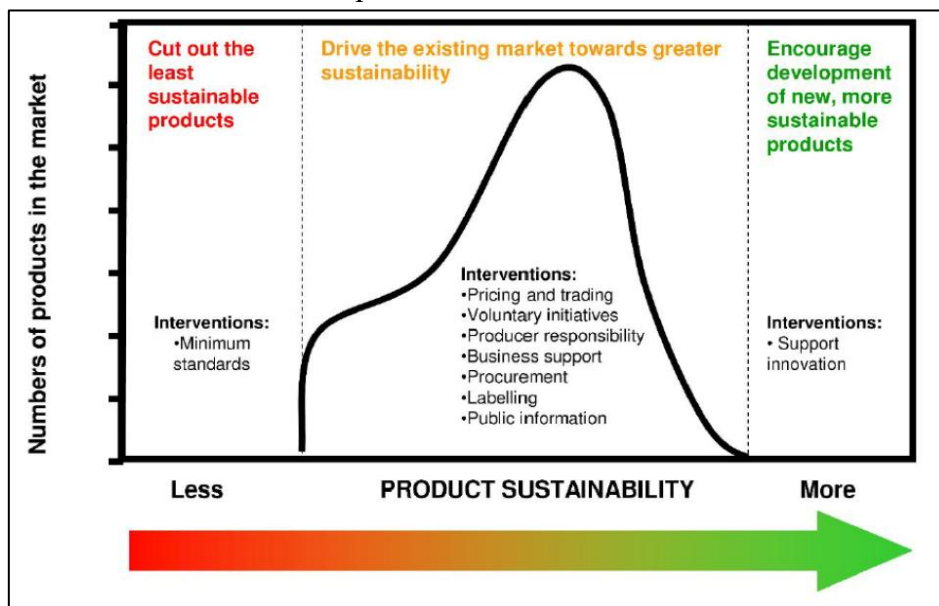 Cut out the
least
sustainable
products
Drive the existing market towards greater
sustainability
Encourage
development
of new, more
sustainable
products
Numbers of products in the market
Interventions:
•Minimum
standards
Interventions:
•Pricing and trading
•Voluntary initiatives
•Producer responsibility
•Business support
•Procurement
•Labelling
•Public information
Interventions:
• Support
innovation
Less
PRODUCT SUSTAINABILITY
More